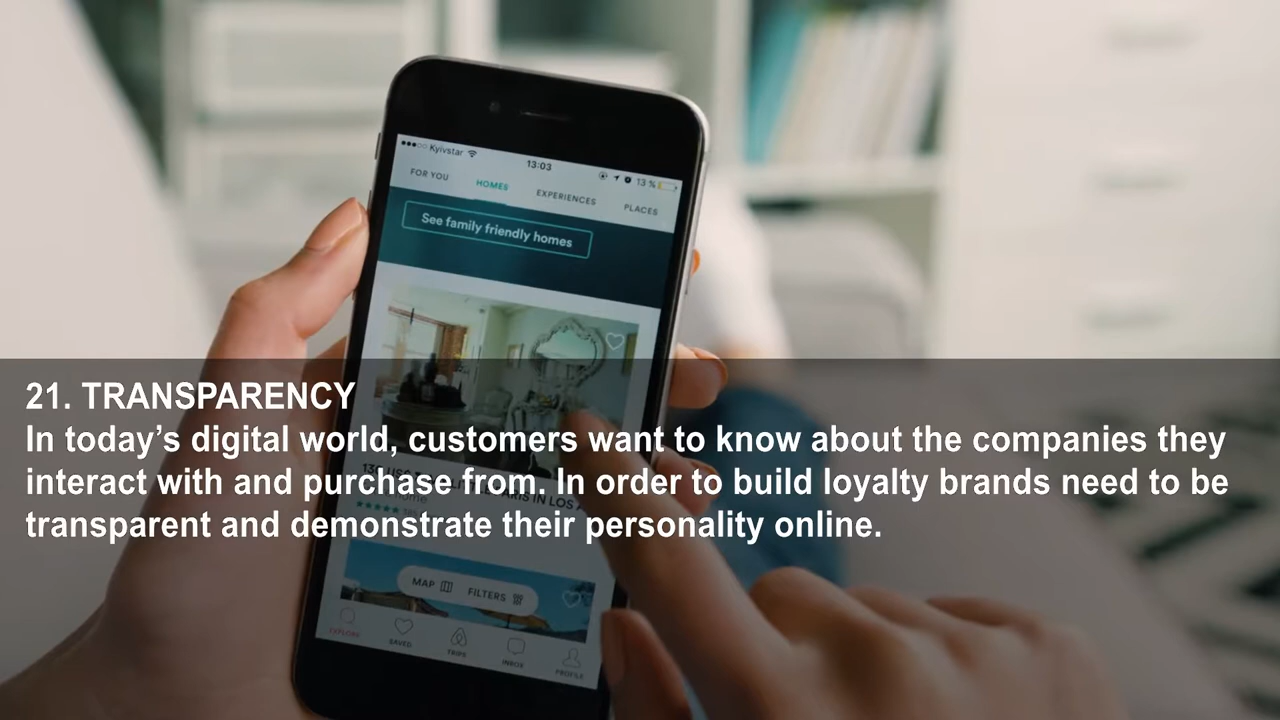 Kyivstar
13:03
13 %
FOR YOU
HOMES
EXPERIENCES
PLACES
See family friendly homes
21. TRANSPARENCY
In today’s digital world, customers want to know about the companies they
interact with and purchase from. In order to build loyalty brands need to be
transparent and demonstrate their personality online.
MAP
FILTERS
EXPLORE
SAVED
TRIPS
INBOX
PROFILE